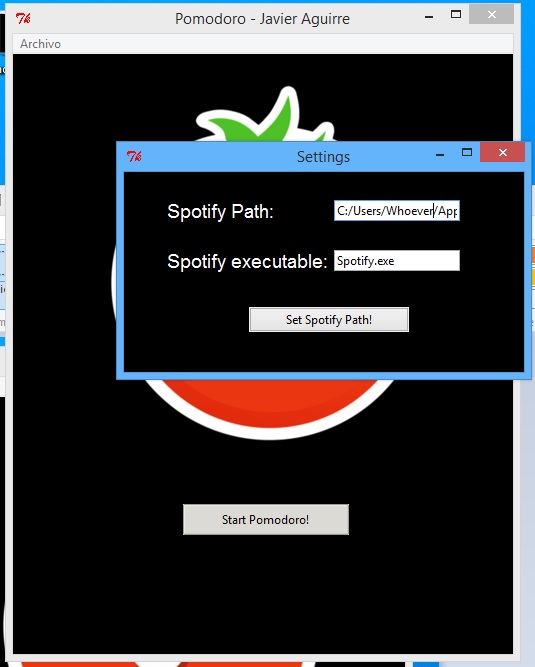 Pomodoro - Javier Aguirre
Archivo
Settings
Spotify Path:
C:/Users/Whoever/App
Spotify executable:
Spotify.exe
Set Spotify Path!
Start Pomodoro!